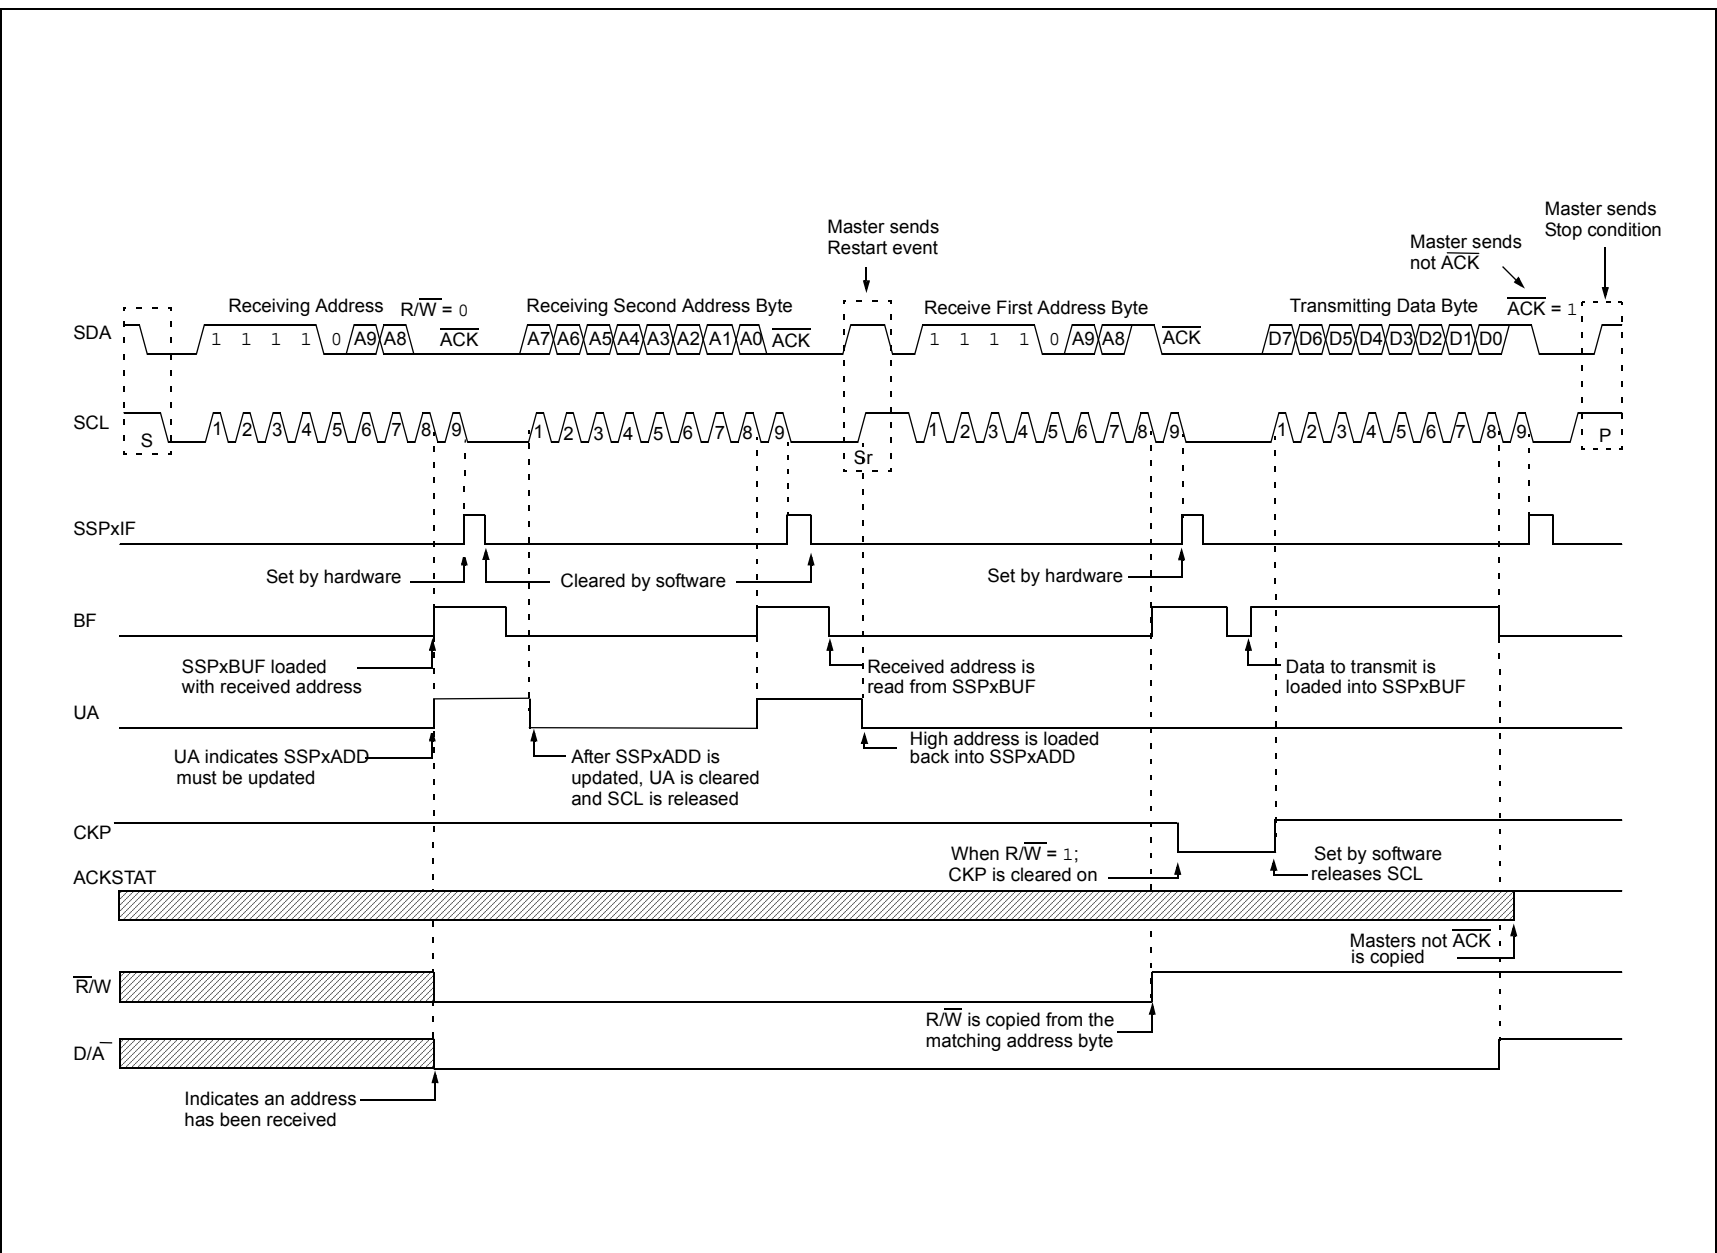 Master sends
Restart event
Master sends
Stop condition
Master sends
not A̅C̅K̅
Receiving Address R/W̅ = 0
Receiving Second Address Byte
Receive First Address Byte
Transmitting Data Byte
A̅C̅K̅ = 1
SDA
1 1 1 1 0 A9 A8 A̅C̅K̅
A7 A6 A5 A4 A3 A2 A1 A0 A̅C̅K̅
1 1 1 1 0 A9 A8 A̅C̅K̅
D7 D6 D5 D4 D3 D2 D1 D0
SCL
S
1 2 3 4 5 6 7 8 9
1 2 3 4 5 6 7 8 9
Sr
1 2 3 4 5 6 7 8 9
1 2 3 4 5 6 7 8 9
P
SSPxIF
Set by hardware
Cleared by software
Set by hardware
BF
SSPxBUF loaded
with received address
Received address is
read from SSPxBUF
Data to transmit is
loaded into SSPxBUF
UA
UA indicates SSPxADD
must be updated
After SSPxADD is
updated, UA is cleared
and SCL is released
High address is loaded
back into SSPxADD
CKP
When R/W̅ = 1;
CKP is cleared on
Set by software
releases SCL
ACKSTAT
Masters not A̅C̅K̅
is copied
R̅/W
R/W̅ is copied from the
matching address byte
D/A̅
Indicates an address
has been received